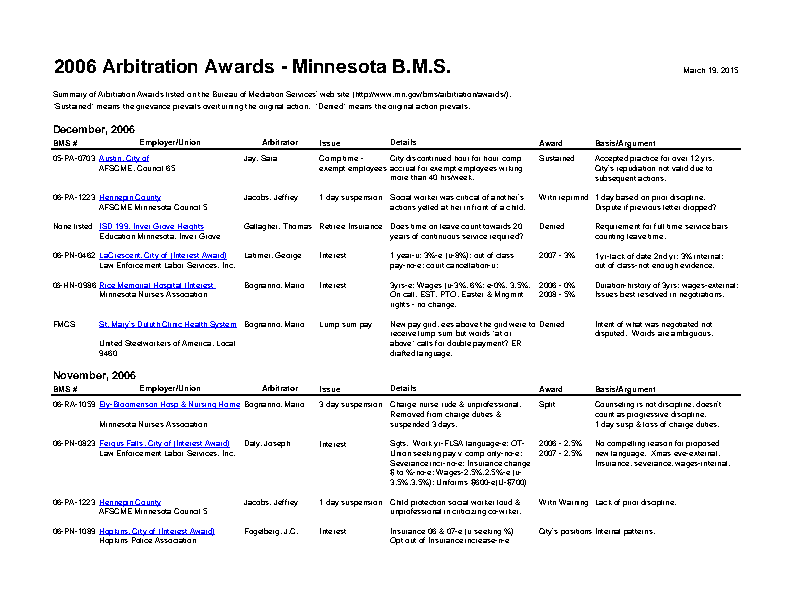 2006 Arbitration Awards - Minnesota B.M.S.
March 19, 2015
Summary of Arbitration Awards listed on the Bureau of Mediation Services' web site (http://www.mn.gov/bms/arbitration/awards/).
'Sustained' means the grievance prevails overturning the original action. 'Denied' means the original action prevails.
December, 2006
BMS # Employer/Union Arbitrator Issue Details Award Basis/Argument
05-PA-0703 Austin, City of Jay, Sara Comp time - City discontinued hour for hour comp Sustained Accepted practice for over 12 yrs.
AFSCME, Council 65 exempt employees accrual for exempt employees wrking City's repudiation not valid due to
more than 40 hrs/week. subsequent actions.
06-PA-1223 Hennepin County Jacobs, Jeffrey 1 day suspension Social worker was critical of another's With reprimnd 1 day based on prior discipline.
AFSCME Minnesota Council 5 actions yelled at her in front of a child. Dispute if previous letter dropped?
None listed ISD 199, Inver Grove Heights Gallagher, Thomas Retiree Insurance Does time on leave count towards 20 Denied Requirement for full service bars
Education Minnesota, Inver Grove years of continuous service required? counting leave time.
06-PN-0462 LaCrescent, City of (Interest Award) Latimer, George Interest 1 year-u; 3%-e (u-8%); out of class 2007 - 3% 1yr-lack of date 2nd yr; 3% internal;
Law Enforcement Labor Services, Inc. pay-no-e; court cancellation-u; out of class-not enough evidence.
06-HN-0986 Rice Memorial Hospital (Interest Bognanno, Mario Interest 3yrs-e; Wages (u-3%, 6%; e-0%, 3.5%. 2006 - 0% Duration-history of 3yrs; wages-external;
Minnesota Nurses Association On call, EST, PTO, Easter & Mngmnt 2008 - 5% Issues best resolved in negotiations.
rights - no change.
FMCS St. Mary's Duluth Clinic Health System Bognanno, Mario Lump sum pay New pay grid, ees above the grid were to Denied Intent of what was negotiated not
receive lump sum but words 'at or disputed. Words are ambiguous.
United Steelworkers of America, Local above' calls for double payment? ER
9460 drafted language.
November, 2006
BMS # Employer/Union Arbitrator Issue Details Award Basis/Argument
06-RA-1059 Ely-Bloomenson Hosp & Nursing Home Bognanno, Mario 3 day suspension Charge nurse rude & unprofessional. Split Counseling is not discipline, doesn't
Removed from charge duties & count as progressive discipline.
Minnesota Nurses Association suspended 3 days. 1 day susp & loss of charge duties.
06-PN-0823 Fergus Falls, City of (Interest Award) Daly, Joseph Interest Sgts. Work yr-FLSA language-e; OT- 2006 - 2.5% No compelling reason for proposed
Law Enforcement Labor Services, Inc. Union seeking pay v comp only-no-e; 2007 - 2.5% new language. Xmas eve-external.
Severance incr-no-e; Insurance change Insurance, severance, wages-internal.
$ to %-no-e; Wages-2.5%,2.5%-e (u-
3.5%,3.5%); Uniforms $600-e(U-$700)
06-PA-1223 Hennepin County Jacobs, Jeffrey 1 day suspension Child protection social worker loud & With Warning Lack of prior discipline.
AFSCME Minnesota Council 5 unprofessional in criticizing co-wrker.
06-PN-1089 Hopkins, City of (Interest Award) Fogelberg, J.C. Interest Insurance 06 & 07-e (u seeking %) City's positions Internal patterns.
Hopkins Police Association Opt out of Insurance increase-n-e